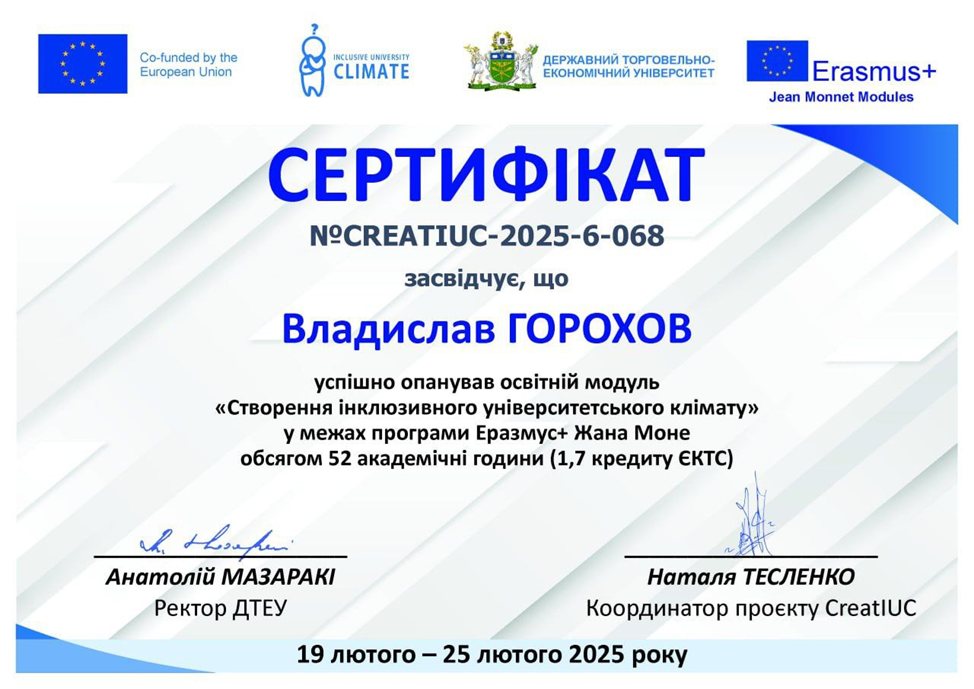 Co-funded by the
European Union
INCLUSIVE UNIVERSITY
CLIMATE
ДЕРЖАВНИЙ ТОРГОВЕЛЬНО-
ЕКОНОМІЧНИЙ УНІВЕРСИТЕТ
Erasmus+
Jean Monnet Modules
СЕРТИФІКАТ
№CREATIUC-2025-6-068
засвідчує, що
Владислав ГОРОХОВ
успішно опанував освітній модуль
«Створення інклюзивного університетського клімату»
у межах програми Еразмус+ Жана Моне
обсягом 52 академічні години (1,7 кредиту ЄКТС)
Анатолій МАЗАРАКІ
Ректор ДТЕУ
Наталя ТЕСЛЕНКО
Координатор проєкту CreatIUC
19 лютого – 25 лютого 2025 року